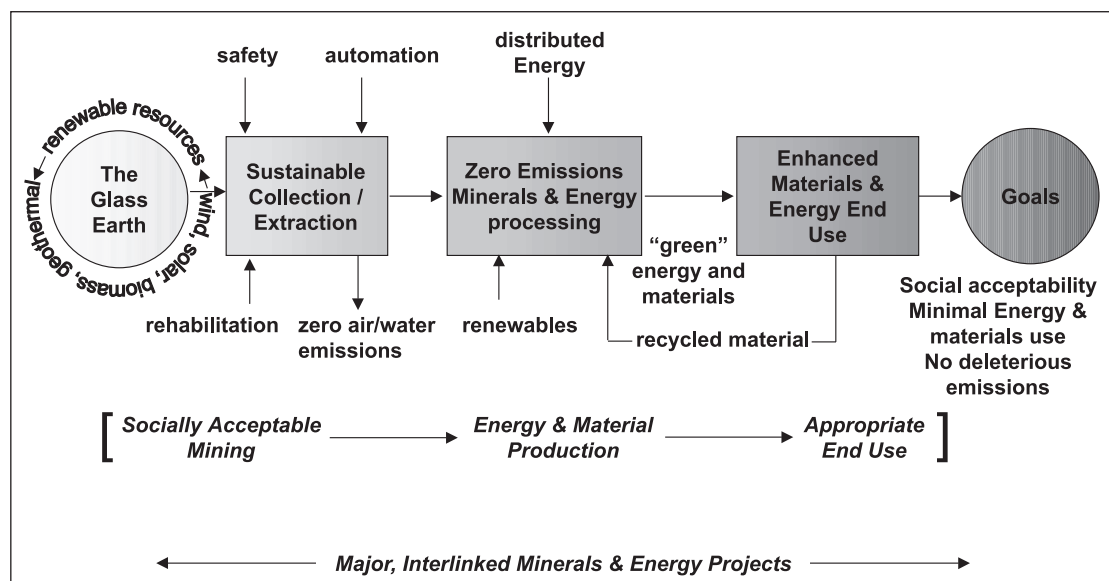 safety
automation
distributed
Energy
renewable resources
wind, solar, biomass, geothermal
The
Glass
Earth
Sustainable
Collection /
Extraction
Zero Emissions
Minerals & Energy
processing
Enhanced
Materials &
Energy End
Use
Goals
"green"
energy and
materials
rehabilitation
zero air/water
emissions
renewables
recycled material
Social acceptability
Minimal Energy &
materials use
No deleterious
emissions
[ Socially Acceptable
Mining
Energy & Material
Production
Appropriate
End Use ]
Major, Interlinked Minerals & Energy Projects